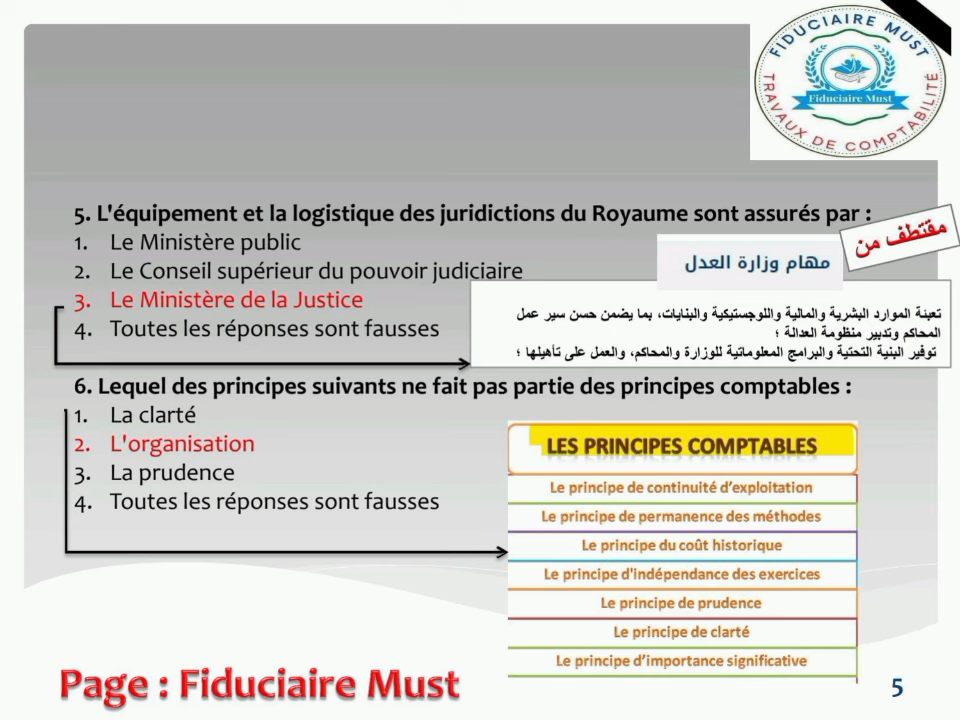 FIDUCIAIRE MUST
Fiduciaire Must
TRAVAUX DE COMPTABILITÉ
5. L'équipement et la logistique des juridictions du Royaume sont assurés par :
1. Le Ministère public
2. Le Conseil supérieur du pouvoir judiciaire
3. Le Ministère de la Justice
4. Toutes les réponses sont fausses
مقتطف من
مهام وزارة العدل
تعبئة الموارد البشرية والمالية واللوجستيكية والبنايات، بما يضمن حسن سير عمل
المحاكم وتدبير منظومة العدالة ؛
توفير البنية التحتية والبرامج المعلوماتية للوزارة والمحاكم، والعمل على تأهيلها ؛
6. Lequel des principes suivants ne fait pas partie des principes comptables :
1. La clarté
2. L'organisation
3. La prudence
4. Toutes les réponses sont fausses
LES PRINCIPES COMPTABLES
Le principe de continuité d'exploitation
Le principe de permanence des méthodes
Le principe du coût historique
Le principe d'indépendance des exercices
Le principe de prudence
Le principe de clarté
Le principe d'importance significative
Page : Fiduciaire Must
5